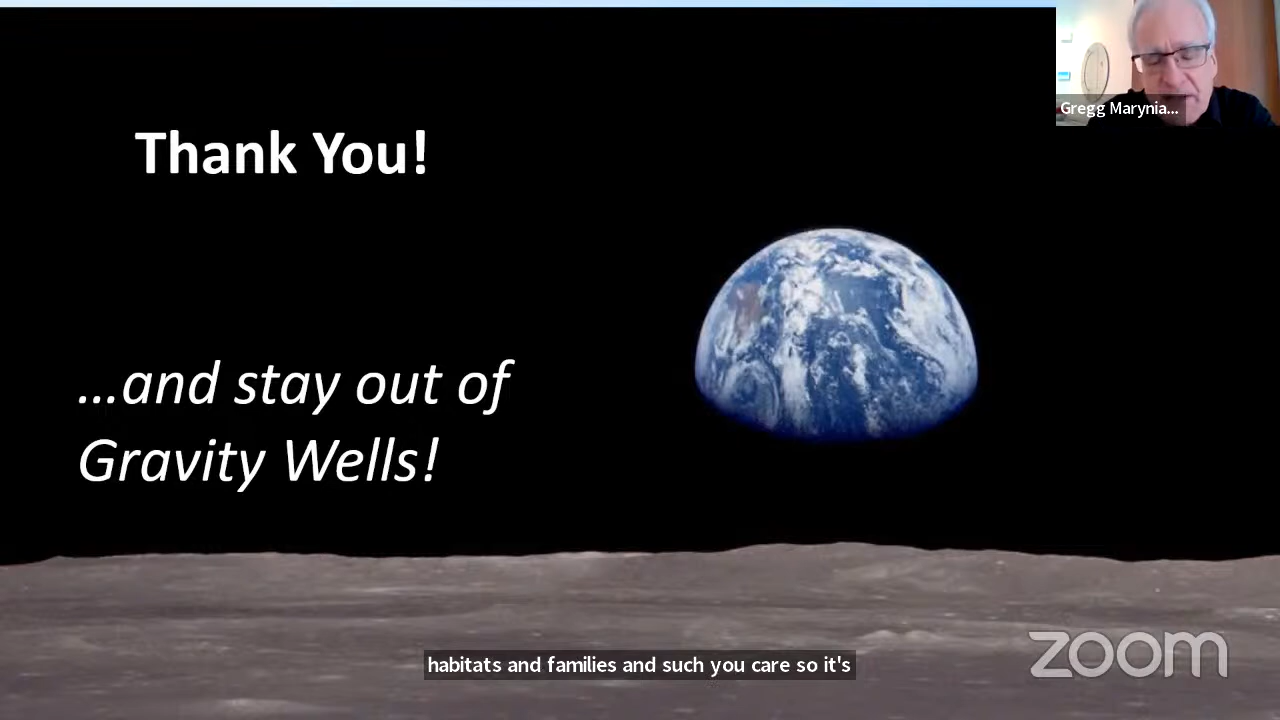 Gregg Marynia...
Thank You!
...and stay out of
Gravity Wells!
habitats and families and such you care so it's
zoom